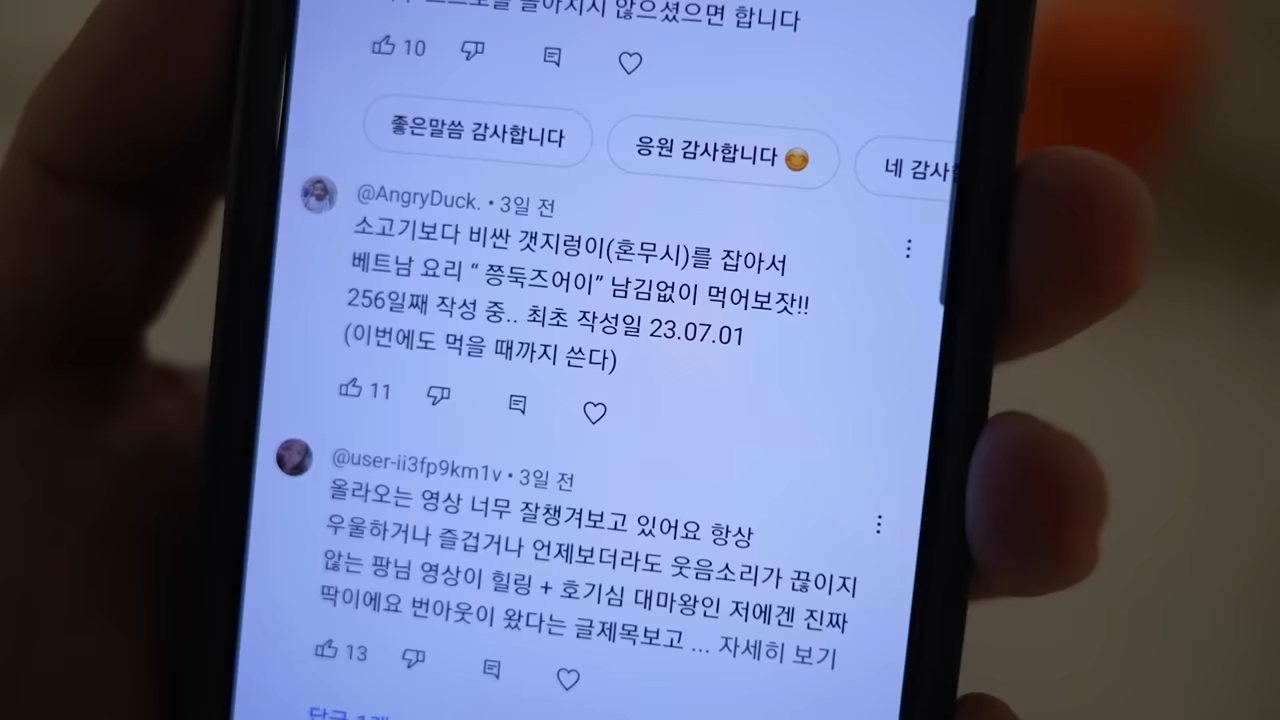 않으셨으면 합니다
10
좋은말씀 감사합니다
응원 감사합니다
네 감사
@AngryDuck. • 3일 전
소고기보다 비싼 갯지렁이(혼무시)를 잡아서
베트남 요리 “ 쯩둑즈어이” 남김없이 먹어보잣!!
256일째 작성 중.. 최초 작성일 23.07.01
(이번에도 먹을 때까지 쓴다)
11
@user-ii3fp9km1v • 3일 전
올라오는 영상 너무 잘챙겨보고 있어요 항상
우울하거나 즐겁거나 언제보더라도 웃음소리가 끊이지
않는 팡님 영상이 힐링 + 호기심 대마왕인 저에겐 진짜
딱이에요 번아웃이 왔다는 글제목보고 ... 자세히 보기
13